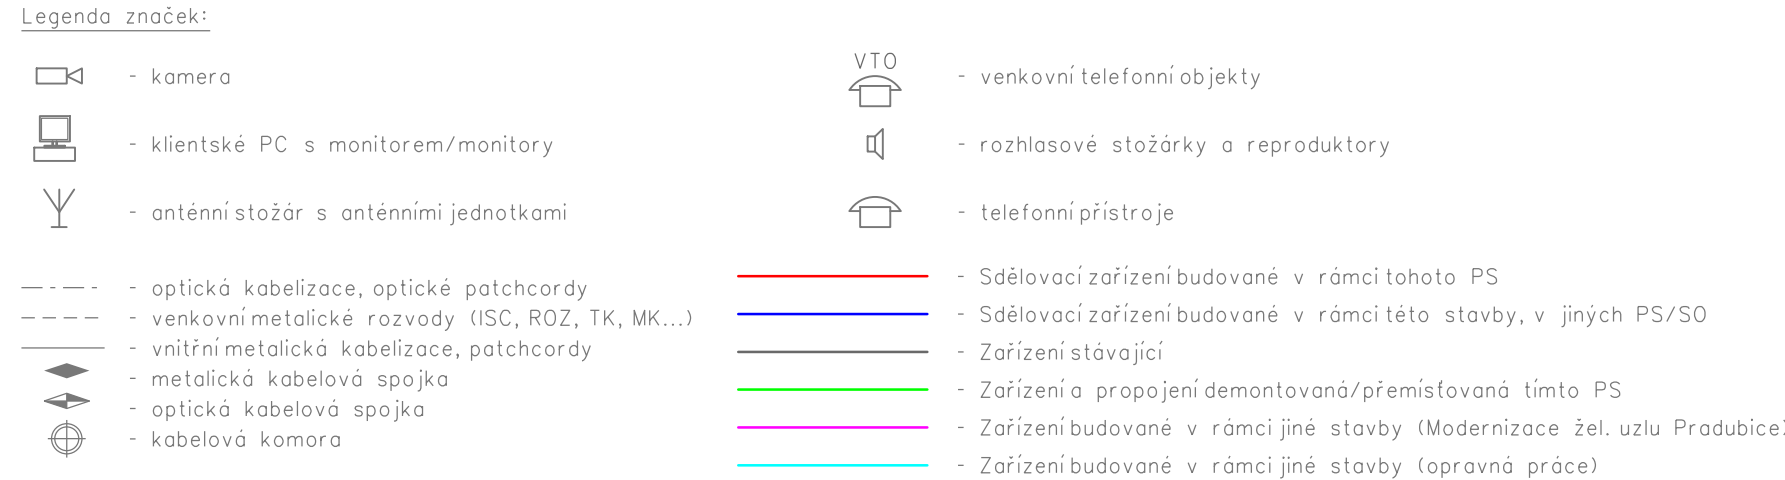 Legenda značek:
- kamera
- klientské PC s monitorem/monitory
- anténní stožár s anténními jednotkami
- optická kabelizace, optické patchcordy
- venkovní metalické rozvody (ISC, ROZ, TK, MK...)
- vnitřní metalická kabelizace, patchcordy
- metalická kabelová spojka
- optická kabelová spojka
- kabelová komora
VTO
- venkovní telefonní objekty
- rozhlasové stožárky a reproduktory
- telefonní přístroje
- Sdělovací zařízení budované v rámci tohoto PS
- Sdělovací zařízení budované v rámci této stavby, v jiných PS/SO
- Zařízení stávající
- Zařízení a propojení demontovaná/přemísťovaná tímto PS
- Zařízení budované v rámci jiné stavby (Modernizace žel. uzlu Pradubice)
- Zařízení budované v rámci jiné stavby (opravná práce)